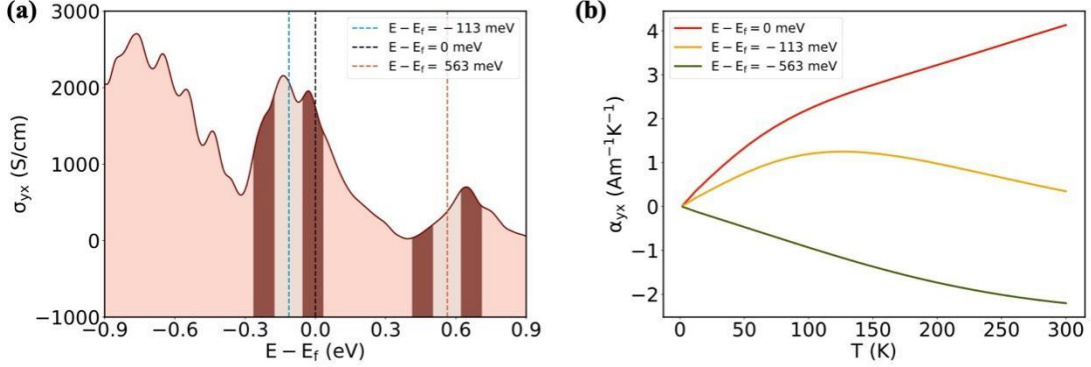 (a)
E − E_f = −113 meV
E − E_f = 0 meV
E − E_f = 563 meV
3000
2000
1000
0
−1000
σ_yx (S/cm)
−0.9 −0.6 −0.3 0.0 0.3 0.6 0.9
E − E_f (eV)
(b)
E − E_f = 0 meV
E − E_f = −113 meV
E − E_f = −563 meV
4
3
2
1
0
−1
−2
α_yx (Am⁻¹K⁻¹)
0 50 100 150 200 250 300
T (K)